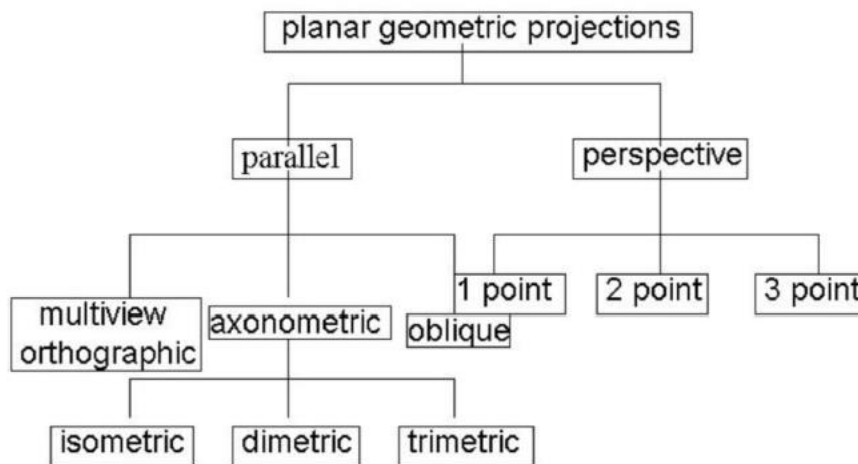 planar geometric projections
parallel
perspective
multiview
orthographic
axonometric
oblique
1 point
2 point
3 point
isometric
dimetric
trimetric